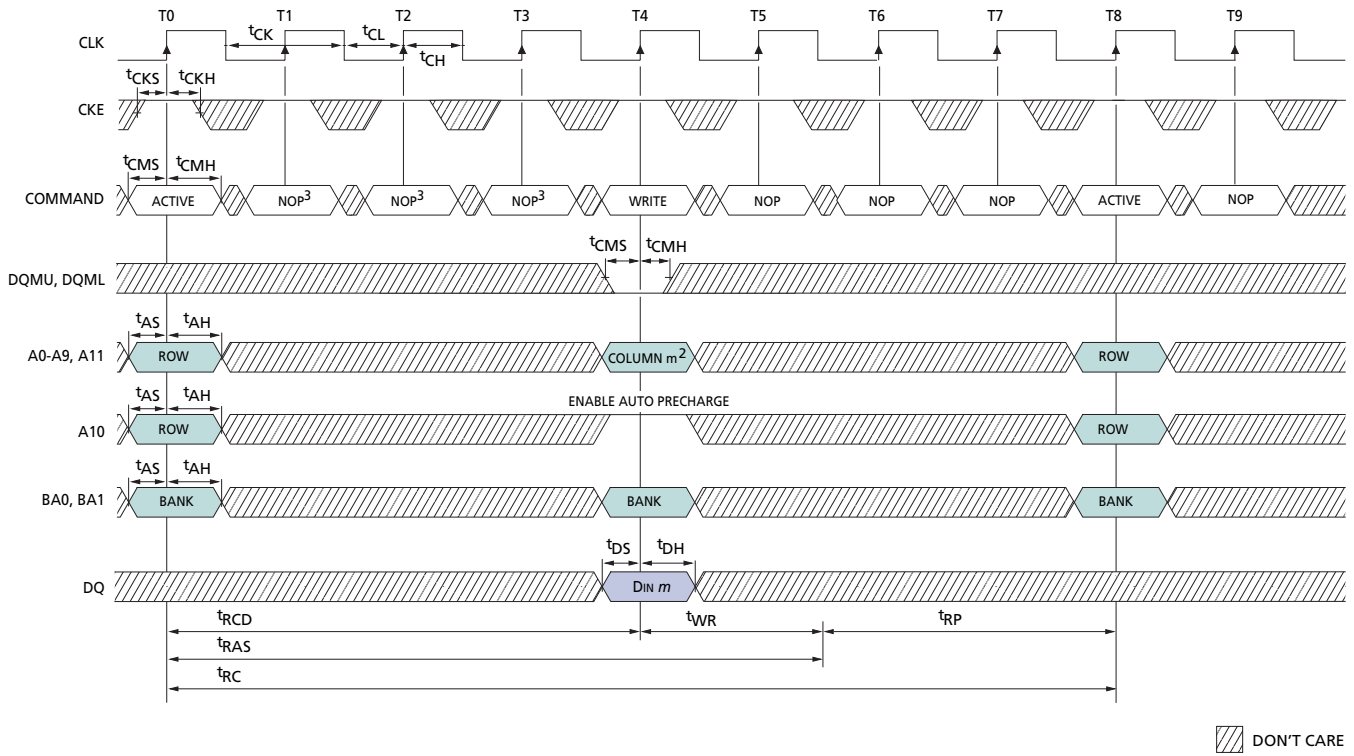 T0 T1 T2 T3 T4 T5 T6 T7 T8 T9
CLK
tCK tCL
tCH
tCKS tCKH
CKE
tCMS tCMH
COMMAND ACTIVE NOP3 NOP3 NOP3 WRITE NOP NOP NOP ACTIVE NOP
tCMS tCMH
DQMU, DQML
tAS tAH
A0-A9, A11 ROW COLUMN m2 ROW
ENABLE AUTO PRECHARGE
tAS tAH
A10 ROW ROW
tAS tAH
BA0, BA1 BANK BANK BANK
tDS tDH
DQ DIN m
tRCD tWR tRP
tRAS
tRC
DON'T CARE